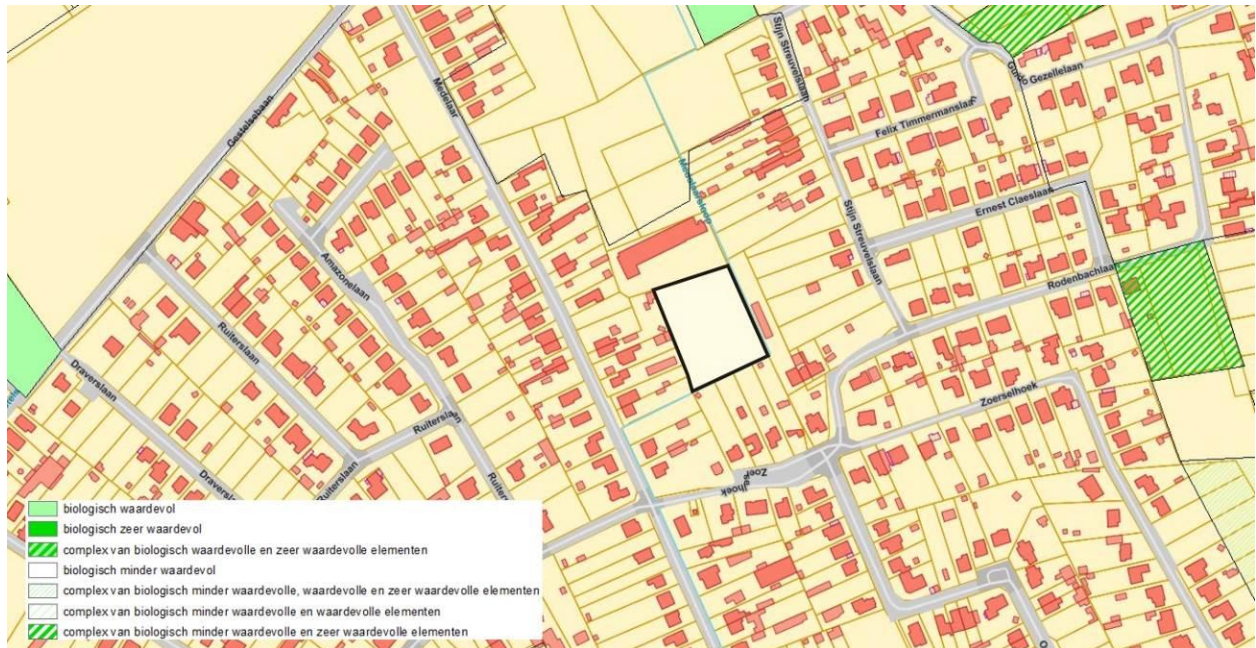 Stijn Streuvelslaan
Guido Gezellelaan
Medelaar
Gestelsebaan
Felix Timmermanslaan
Medelaarsloop
Ernest Claeslaan
Stijn Streuvelslaan
Amazonelaan
Rodenbachlaan
Ruiterslaan
Draverslaan
Zoerselhoek
Ruiterslaan
Ruiterslaan
Zoerselhoek
biologisch waardevol
biologisch zeer waardevol
complex van biologisch waardevolle en zeer waardevolle elementen
biologisch minder waardevol
complex van biologisch minder waardevolle, waardevolle en zeer waardevolle elementen
complex van biologisch minder waardevolle en waardevolle elementen
complex van biologisch minder waardevolle en zeer waardevolle elementen